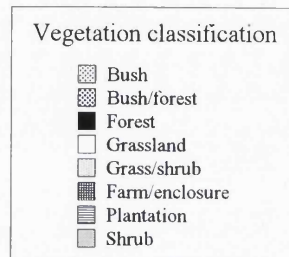 Vegetation classification
Bush
Bush/forest
Forest
Grassland
Grass/shrub
Farm/enclosure
Plantation
Shrub